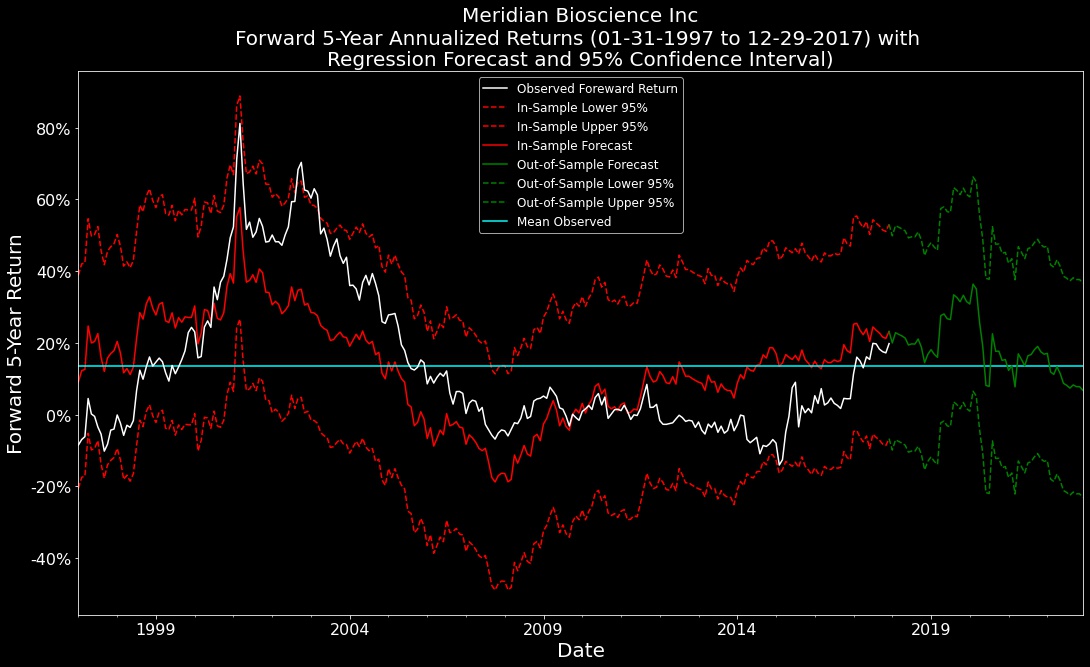 Meridian Bioscience Inc
Forward 5-Year Annualized Returns (01-31-1997 to 12-29-2017) with
Regression Forecast and 95% Confidence Interval)
Observed Foreward Return
In-Sample Lower 95%
In-Sample Upper 95%
In-Sample Forecast
Out-of-Sample Forecast
Out-of-Sample Lower 95%
Out-of-Sample Upper 95%
Mean Observed
Forward 5-Year Return
80%
60%
40%
20%
0%
-20%
-40%
1999
2004
2009
2014
2019
Date